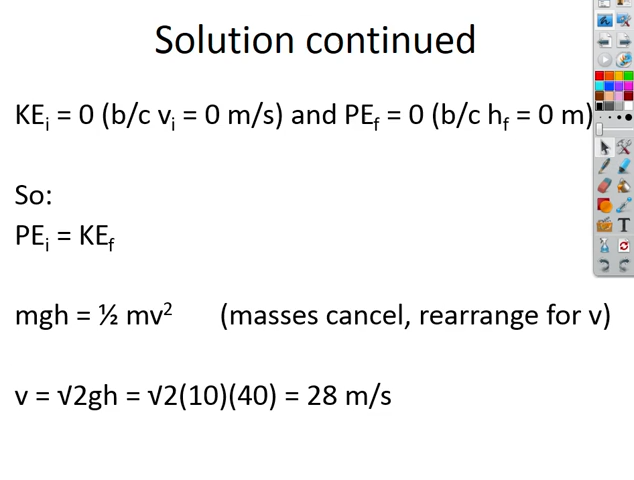 Solution continued
KEi = 0 (b/c vi = 0 m/s) and PEf = 0 (b/c hf = 0 m)
So:
PEi = KEf
mgh = ½ mv² (masses cancel, rearrange for v)
v = √2gh = √2(10)(40) = 28 m/s
T